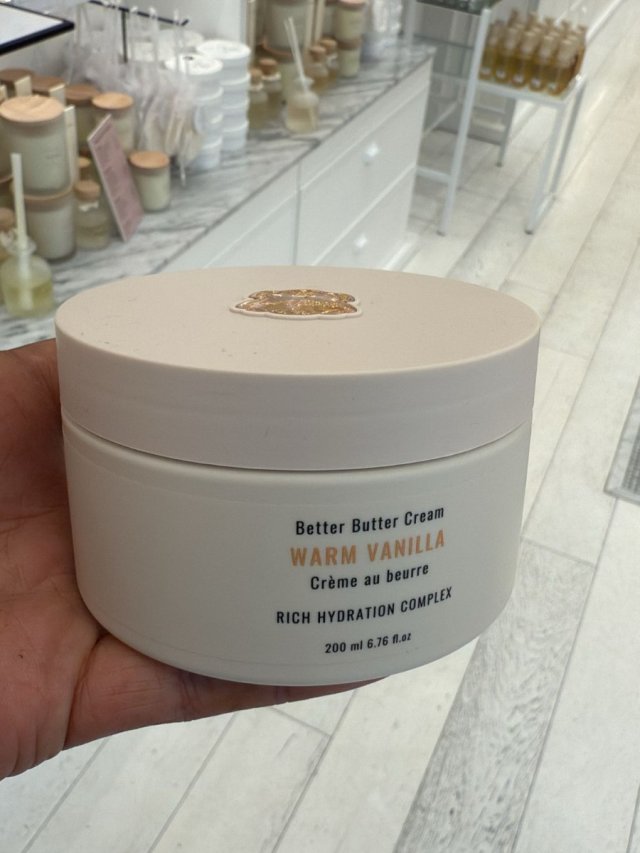 Better Butter Cream
WARM VANILLA
Crème au beurre
RICH HYDRATION COMPLEX
200 ml 6.76 fl.oz